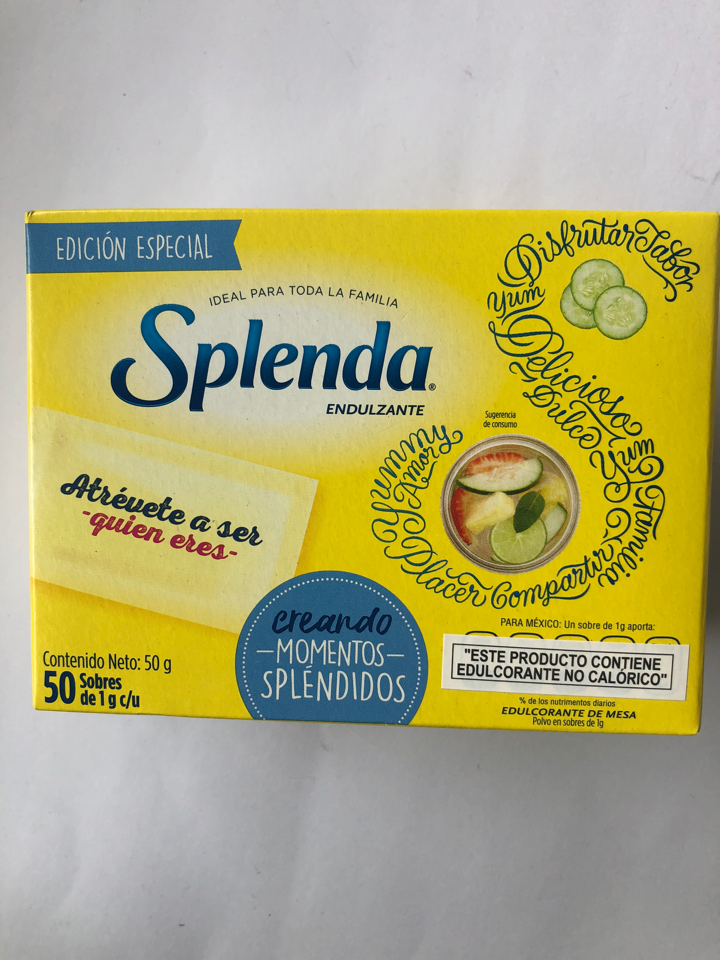 EDICIÓN ESPECIAL
IDEAL PARA TODA LA FAMILIA
Splenda®
ENDULZANTE
Atrévete a ser
-quien eres-
creando
—MOMENTOS—
SPLÉNDIDOS
Contenido Neto: 50 g
50 Sobres
de 1 g c/u
Disfrutar Sabor
Yum
Delicioso Yum
Dulce
Familia
Compartir
Placer
Yummy
Amor
Sugerencia
de consumo
PARA MÉXICO: Un sobre de 1g aporta:
"ESTE PRODUCTO CONTIENE
EDULCORANTE NO CALÓRICO"
% de los nutrimentos diarios
EDULCORANTE DE MESA
Polvo en sobres de 1g